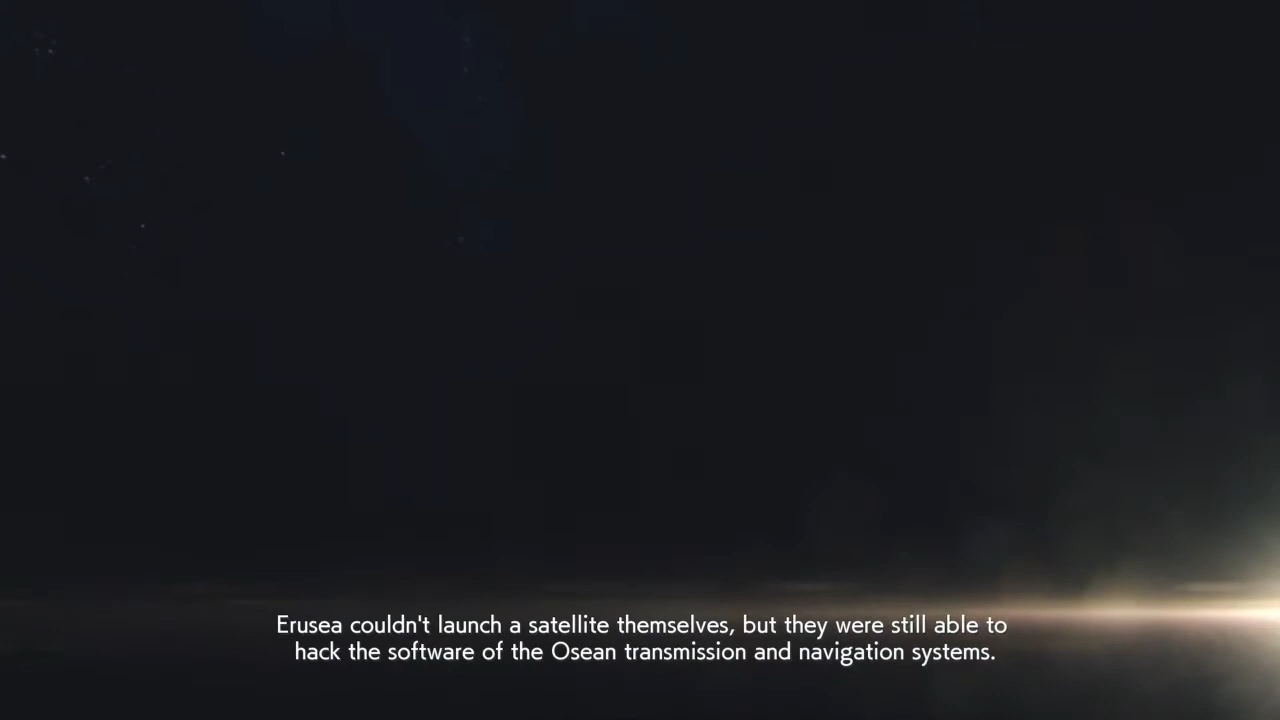 Erusea couldn't launch a satellite themselves, but they were still able to
hack the software of the Osean transmission and navigation systems.